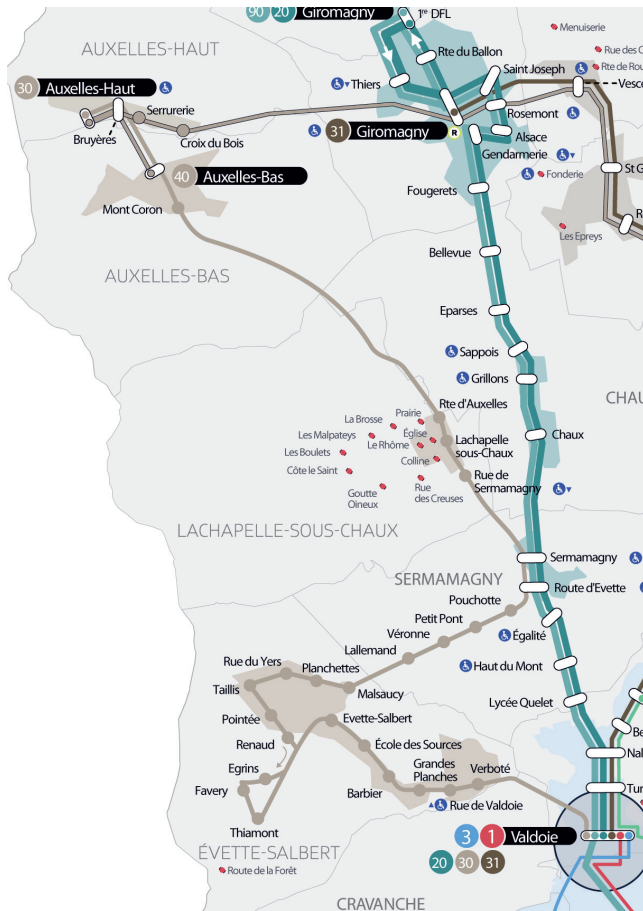 90 20 Giromagny
1re DFL
Menuiserie
AUXELLES-HAUT
Rte du Ballon
Rue des C
Rte de Rou
Saint Joseph
Thiers
Vesce
30 Auxelles-Haut
Serrurerie
Rosemont
Bruyères
Croix du Bois
31 Giromagny
R
Alsace
Gendarmerie
St G
40 Auxelles-Bas
Fougerets
Fonderie
Mont Coron
R
Les Epreys
Bellevue
AUXELLES-BAS
Eparses
Sappois
Grillons
CHAU
Rte d'Auxelles
Prairie
La Brosse
Les Malpateys
Église
Chaux
Le Rhôme
Lachapelle
sous-Chaux
Les Boulets
Colline
Côte le Saint
Rue de
Sermamagny
Goutte
Oineux
Rue
des Creuses
LACHAPELLE-SOUS-CHAUX
Sermamagny
SERMAMAGNY
Route d'Evette
Pouchotte
Petit Pont
Égalité
Véronne
Lallemand
Rue du Yers
Haut du Mont
Planchettes
Taillis
Malsaucy
Lycée Quelet
Pointée
Evette-Salbert
Be
Renaud
École des Sources
Nal
Egrins
Grandes
Planches
Verboté
Favery
Barbier
Tur
Rue de Valdoie
Thiamont
3 1 Valdoie
ÉVETTE-SALBERT
20 30 31
Route de la Forêt
CRAVANCHE